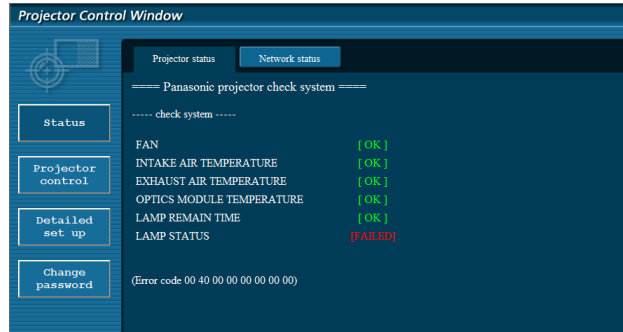 Projector Control Window
Projector status
Network status
==== Panasonic projector check system ====
----- check system -----
Status
FAN [ OK ]
INTAKE AIR TEMPERATURE [ OK ]
Projector
control
EXHAUST AIR TEMPERATURE [ OK ]
OPTICS MODULE TEMPERATURE [ OK ]
LAMP REMAIN TIME [ OK ]
Detailed
set up
LAMP STATUS [FAILED]
Change
password
(Error code 00 40 00 00 00 00 00 00)